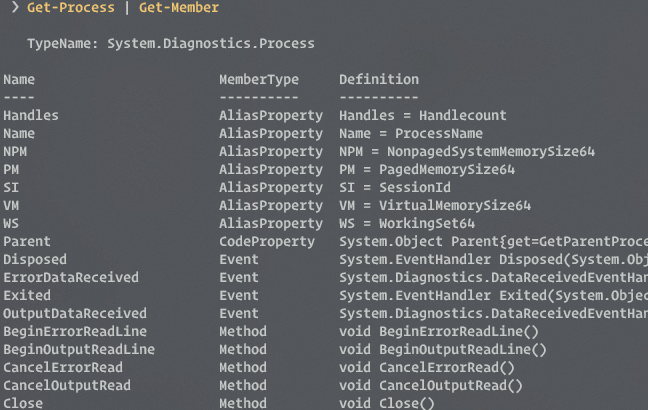 ❯ Get-Process | Get-Member
TypeName: System.Diagnostics.Process
Name MemberType Definition
---- ---------- ----------
Handles AliasProperty Handles = Handlecount
Name AliasProperty Name = ProcessName
NPM AliasProperty NPM = NonpagedSystemMemorySize64
PM AliasProperty PM = PagedMemorySize64
SI AliasProperty SI = SessionId
VM AliasProperty VM = VirtualMemorySize64
WS AliasProperty WS = WorkingSet64
Parent CodeProperty System.Object Parent{get=GetParentProce
Disposed Event System.EventHandler Disposed(System.Obj
ErrorDataReceived Event System.Diagnostics.DataReceivedEventHan
Exited Event System.EventHandler Exited(System.Objec
OutputDataReceived Event System.Diagnostics.DataReceivedEventHan
BeginErrorReadLine Method void BeginErrorReadLine()
BeginOutputReadLine Method void BeginOutputReadLine()
CancelErrorRead Method void CancelErrorRead()
CancelOutputRead Method void CancelOutputRead()
Close Method void Close()